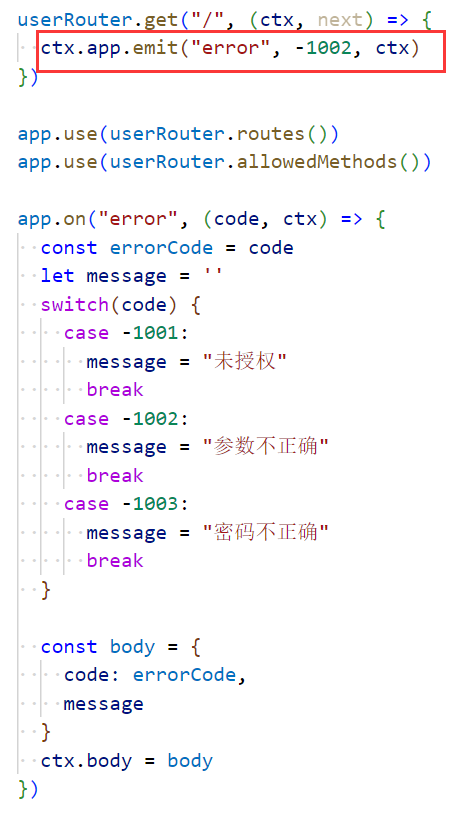 userRouter.get("/", (ctx, next) => {
  ctx.app.emit("error", -1002, ctx)
})

app.use(userRouter.routes())
app.use(userRouter.allowedMethods())

app.on("error", (code, ctx) => {
  const errorCode = code
  let message = ''
  switch(code) {
    case -1001:
      message = "未授权"
      break
    case -1002:
      message = "参数不正确"
      break
    case -1003:
      message = "密码不正确"
      break
  }

  const body = {
    code: errorCode,
    message
  }
  ctx.body = body
})